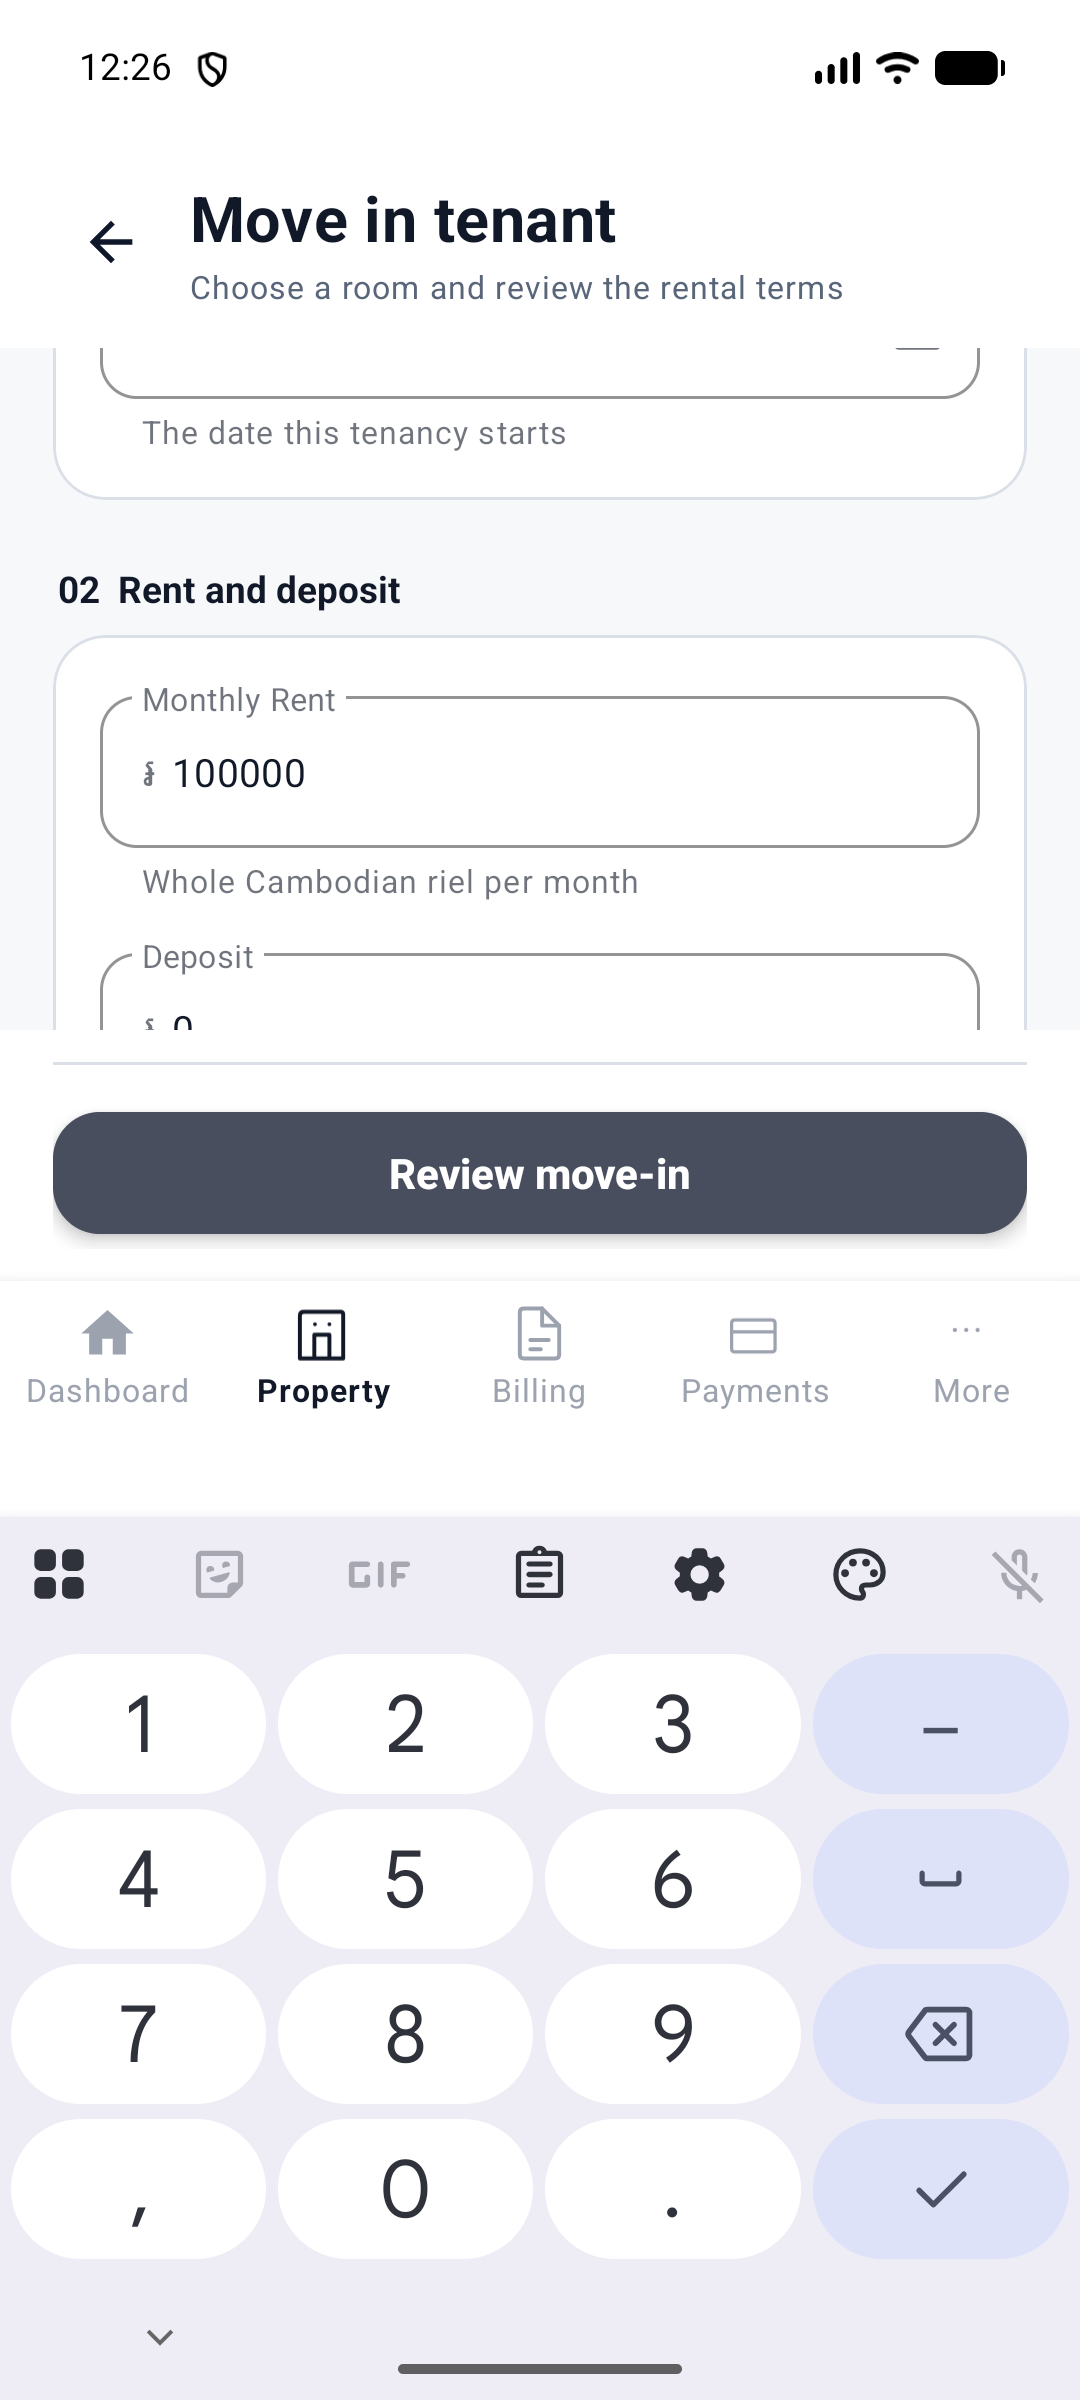 12:26
Move in tenant
Choose a room and review the rental terms
The date this tenancy starts
02 Rent and deposit
Monthly Rent
៛ 100000
Whole Cambodian riel per month
Deposit
៛ 0
Review move-in
Dashboard Property Billing Payments More
GIF
1 2 3 –
4 5 6
7 8 9
, 0 .